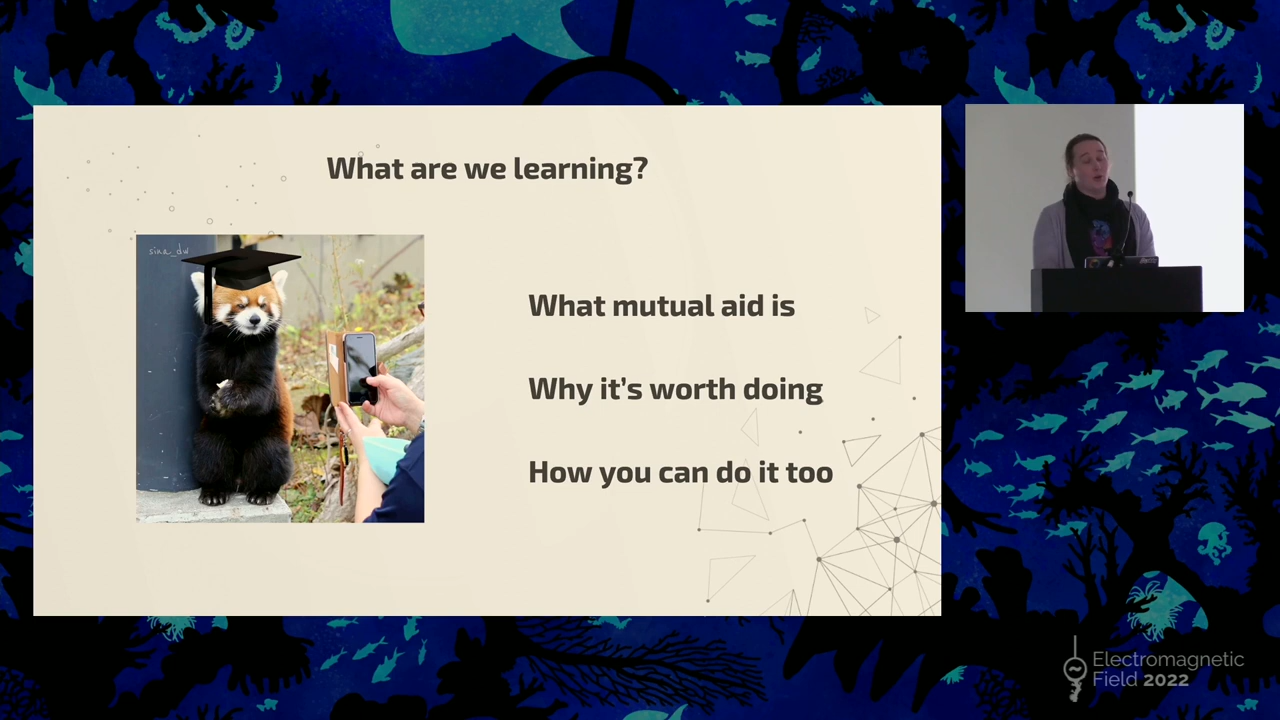 What are we learning?
sina_dw
What mutual aid is
Why it's worth doing
How you can do it too
Electromagnetic
Field 2022